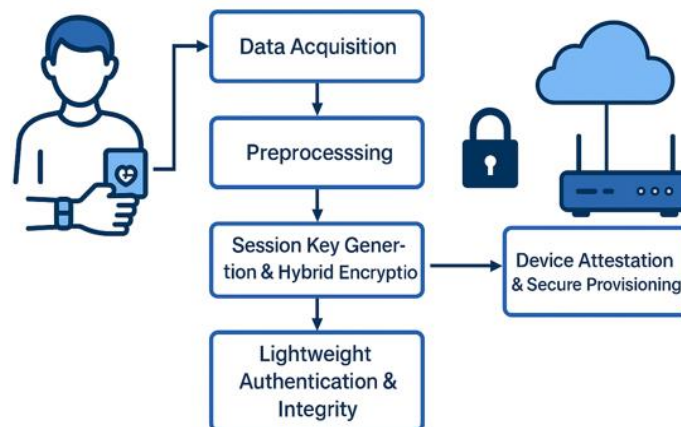 Data Acquisition
Preprocesssing
Session Key Gener-
tion & Hybrid Encryptio
Device Attestation
& Secure Provisioning
Lightweight
Authentication &
Integrity